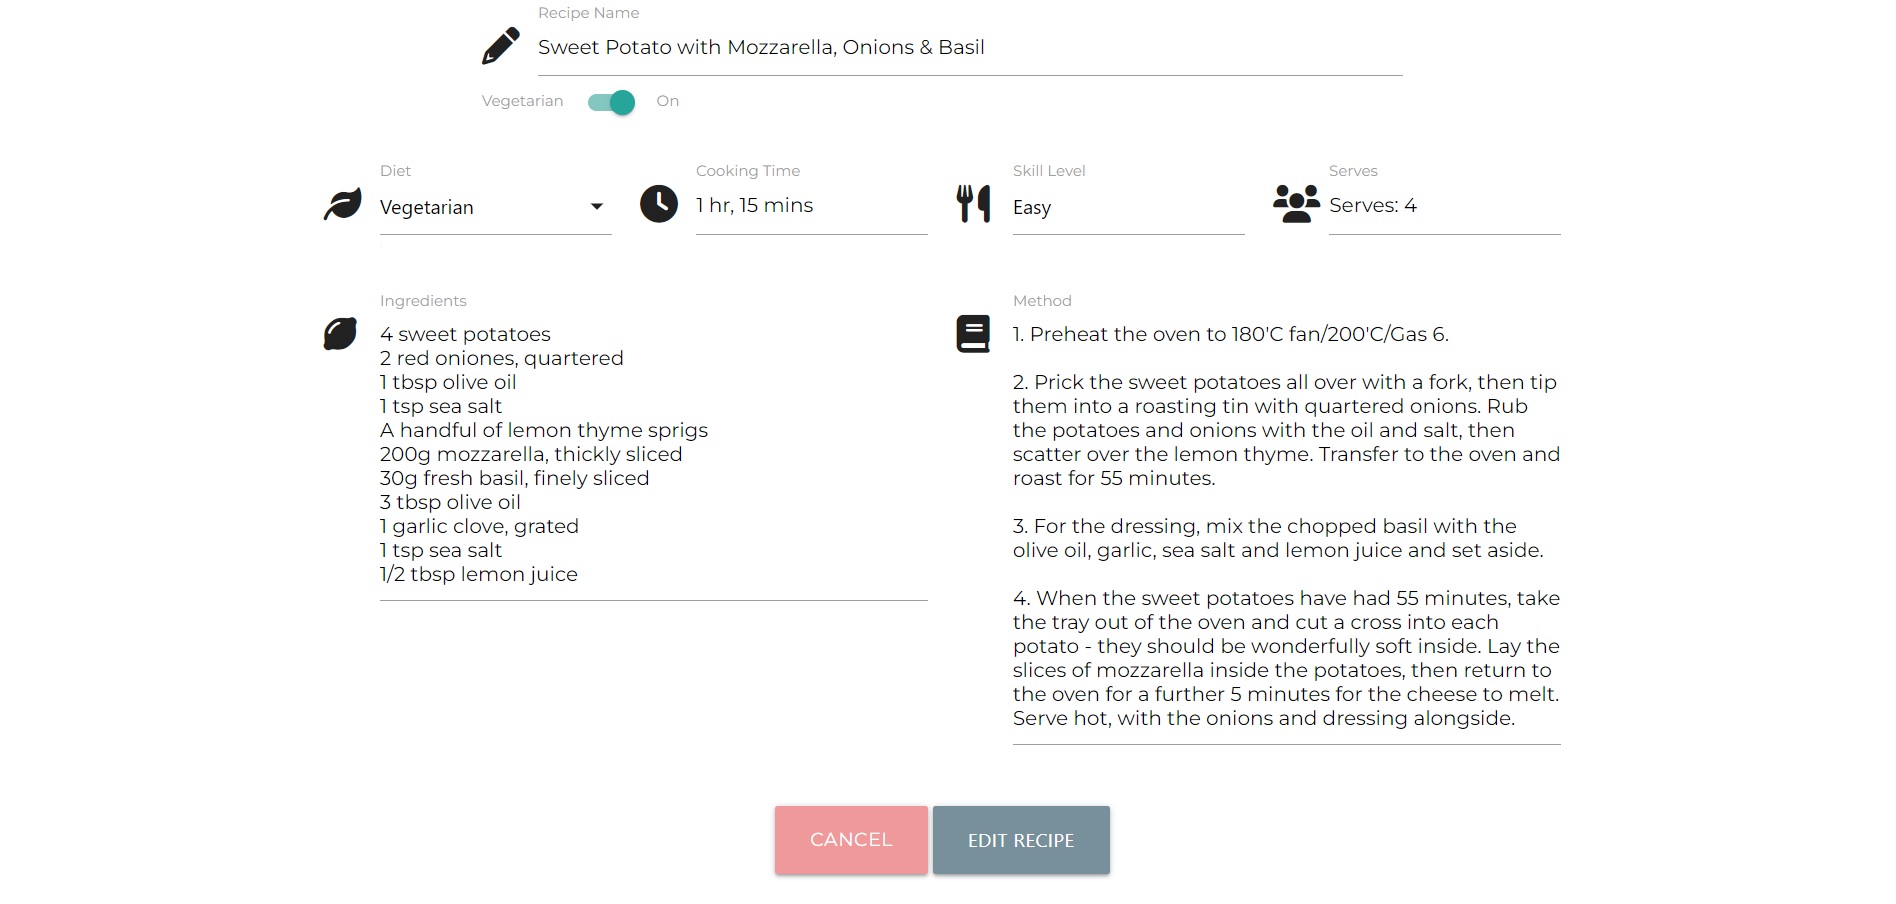 Recipe Name
Sweet Potato with Mozzarella, Onions & Basil
Vegetarian On
Diet
Vegetarian
Cooking Time
1 hr, 15 mins
Skill Level
Easy
Serves
Serves: 4
Ingredients
4 sweet potatoes
2 red oniones, quartered
1 tbsp olive oil
1 tsp sea salt
A handful of lemon thyme sprigs
200g mozzarella, thickly sliced
30g fresh basil, finely sliced
3 tbsp olive oil
1 garlic clove, grated
1 tsp sea salt
1/2 tbsp lemon juice
Method
1. Preheat the oven to 180'C fan/200'C/Gas 6.
2. Prick the sweet potatoes all over with a fork, then tip
them into a roasting tin with quartered onions. Rub
the potatoes and onions with the oil and salt, then
scatter over the lemon thyme. Transfer to the oven and
roast for 55 minutes.
3. For the dressing, mix the chopped basil with the
olive oil, garlic, sea salt and lemon juice and set aside.
4. When the sweet potatoes have had 55 minutes, take
the tray out of the oven and cut a cross into each
potato - they should be wonderfully soft inside. Lay the
slices of mozzarella inside the potatoes, then return to
the oven for a further 5 minutes for the cheese to melt.
Serve hot, with the onions and dressing alongside.
CANCEL
EDIT RECIPE